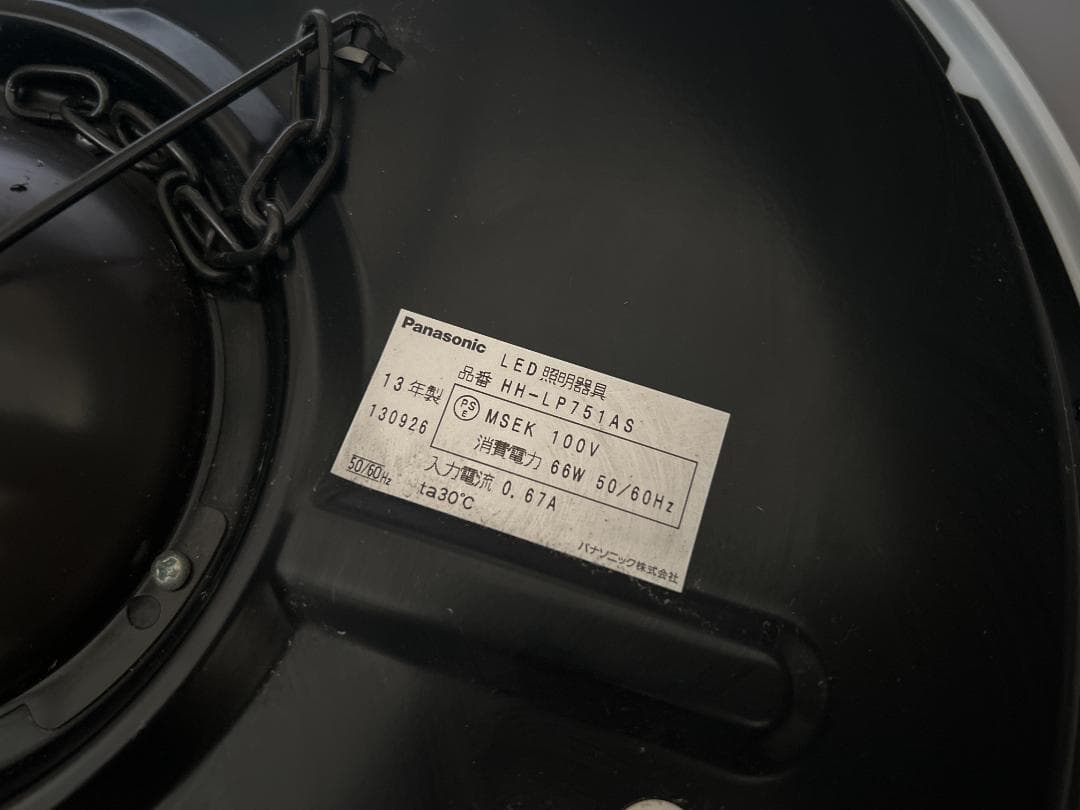 Panasonic LED照明器具
品番 HH-LP751AS
13年製
130926
PSE MSEK 100V
消費電力 66W 50/60Hz
入力電流 0.67A
50/60Hz ta30℃
パナソニック株式会社